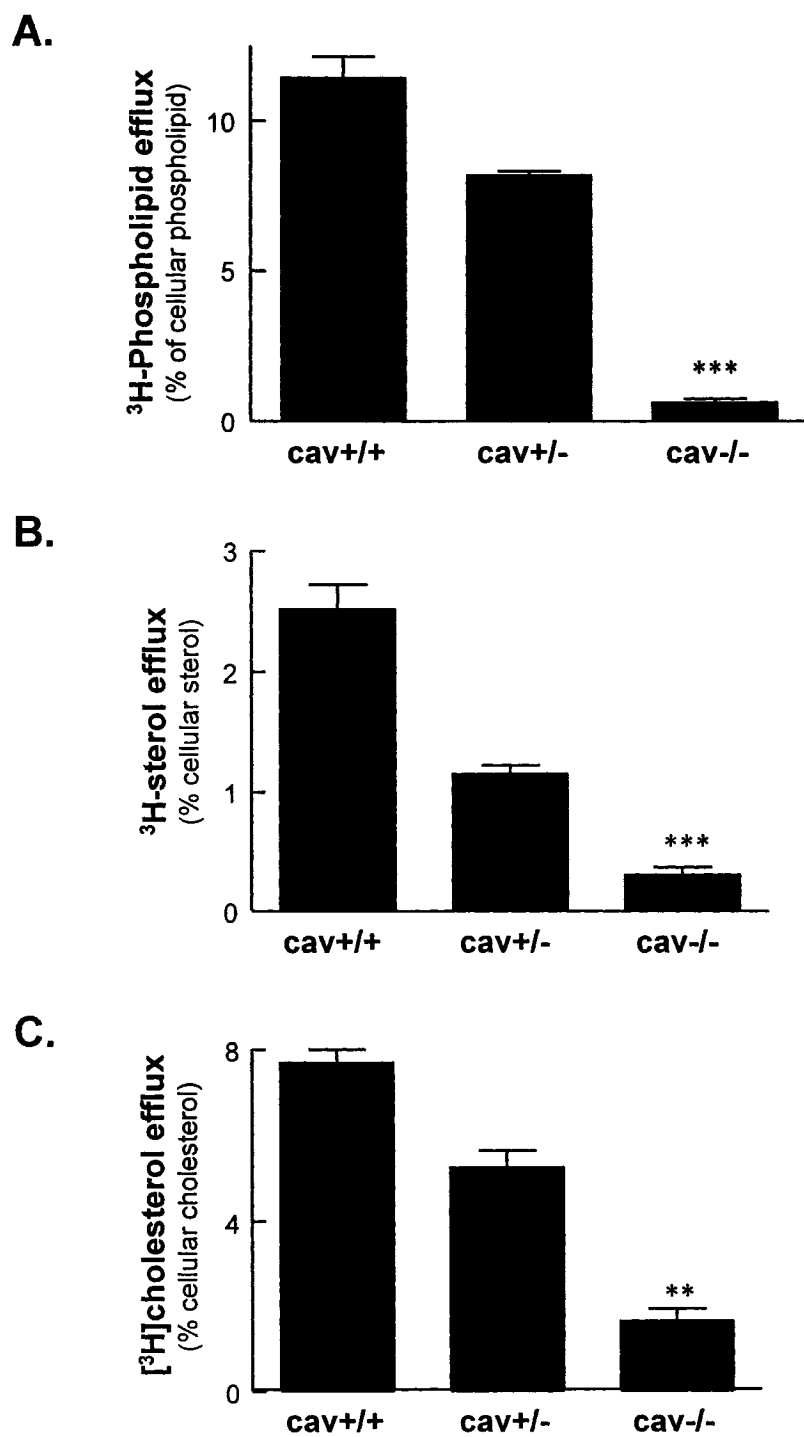 A.
³H-Phospholipid efflux
(% of cellular phospholipid)
10
5
0
***
cav+/+ cav+/- cav-/-
B.
³H-sterol efflux
(% cellular sterol)
3
2
1
0
***
cav+/+ cav+/- cav-/-
C.
[³H]cholesterol efflux
(% cellular cholesterol)
8
4
0
**
cav+/+ cav+/- cav-/-